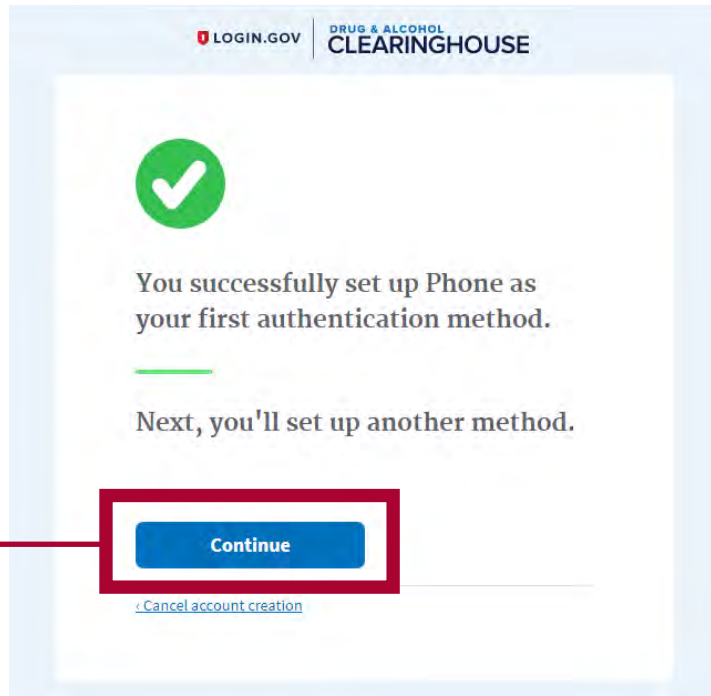 LOGIN.GOV
DRUG & ALCOHOL
CLEARINGHOUSE
You successfully set up Phone as
your first authentication method.
Next, you'll set up another method.
Continue
‹ Cancel account creation